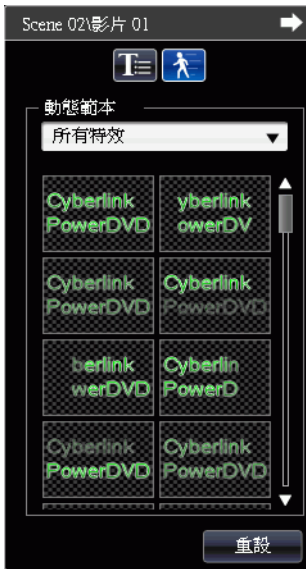 Scene 02\影片 01
T
動態範本
所有特效
Cyberlink
PowerDVD
yberlink
owerDV
Cyberlink
PowerDVD
Cyberlink
PowerDVD
berlink
werDVD
Cyberlin
PowerD
Cyberlink
PowerDVD
Cyberlink
PowerDVD
重設